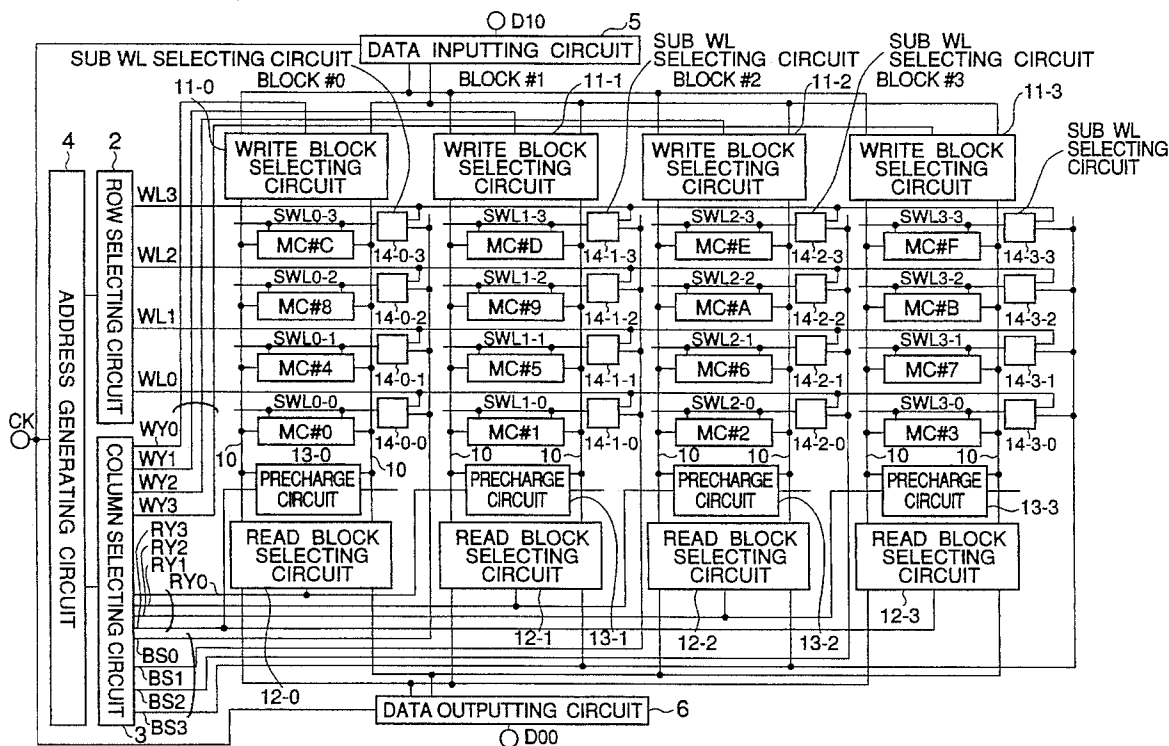 D10
5
DATA INPUTTING CIRCUIT
SUB WL SELECTING CIRCUIT
SUB WL
SELECTING CIRCUIT
SUB WL
SELECTING CIRCUIT
BLOCK #0
BLOCK #1
BLOCK #2
BLOCK #3
11-0
11-1
11-2
11-3
SUB WL
SELECTING
CIRCUIT
4
2
WRITE BLOCK
SELECTING
CIRCUIT
WRITE BLOCK
SELECTING
CIRCUIT
WRITE BLOCK
SELECTING
CIRCUIT
WRITE BLOCK
SELECTING
CIRCUIT
ADDRESS GENERATING CIRCUIT
ROW SELECTING CIRCUIT
COLUMN SELECTING CIRCUIT
CK
WL3
SWL0-3
SWL1-3
SWL2-3
SWL3-3
MC#C
MC#D
MC#E
MC#F
14-0-3
14-1-3
14-2-3
14-3-3
WL2
SWL0-2
SWL1-2
SWL2-2
SWL3-2
MC#8
MC#9
MC#A
MC#B
14-0-2
14-1-2
14-2-2
14-3-2
WL1
SWL0-1
SWL1-1
SWL2-1
SWL3-1
MC#4
MC#5
MC#6
MC#7
14-0-1
14-1-1
14-2-1
14-3-1
WL0
SWL0-0
SWL1-0
SWL2-0
SWL3-0
MC#0
MC#1
MC#2
MC#3
14-0-0
14-1-0
14-2-0
14-3-0
WY0
WY1
WY2
WY3
10
13-0
10
10
10
10
10
10
10
PRECHARGE
CIRCUIT
PRECHARGE
CIRCUIT
PRECHARGE
CIRCUIT
PRECHARGE
CIRCUIT
13-3
RY3
RY2
RY1
RY0
READ BLOCK
SELECTING
CIRCUIT
READ BLOCK
SELECTING
CIRCUIT
READ BLOCK
SELECTING
CIRCUIT
READ BLOCK
SELECTING
CIRCUIT
12-1
13-1
12-2
13-2
12-3
BS0
BS1
BS2
BS3
12-0
3
DATA OUTPUTTING CIRCUIT
6
D00